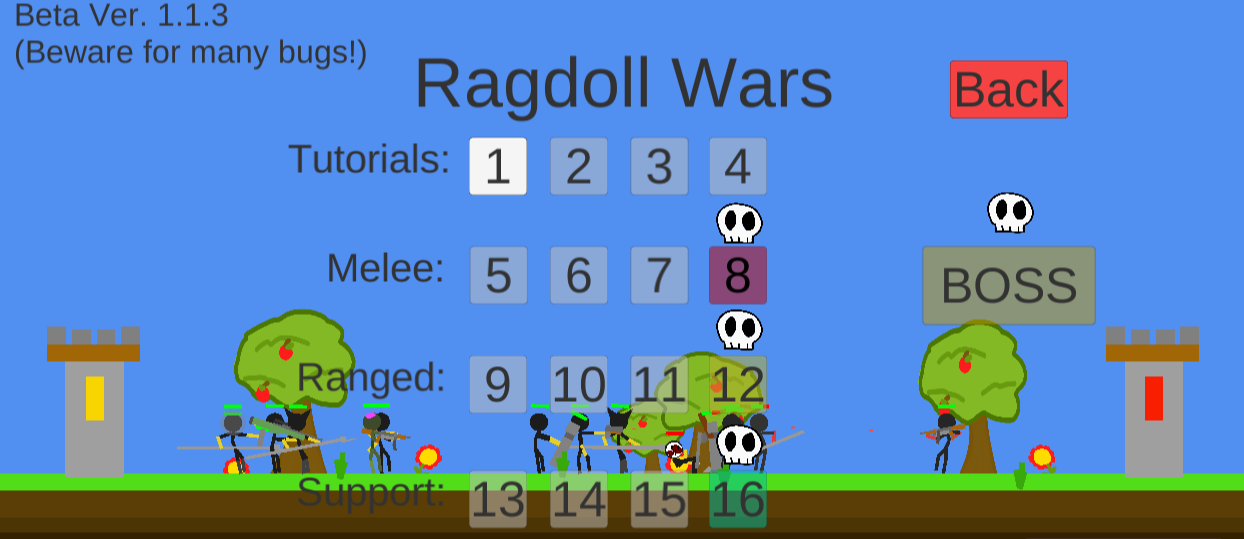 Beta Ver. 1.1.3
(Beware for many bugs!)
Ragdoll Wars
Back
Tutorials: 1 2 3 4
Melee: 5 6 7 8
BOSS
Ranged: 9 10 11 12
Support: 13 14 15 16